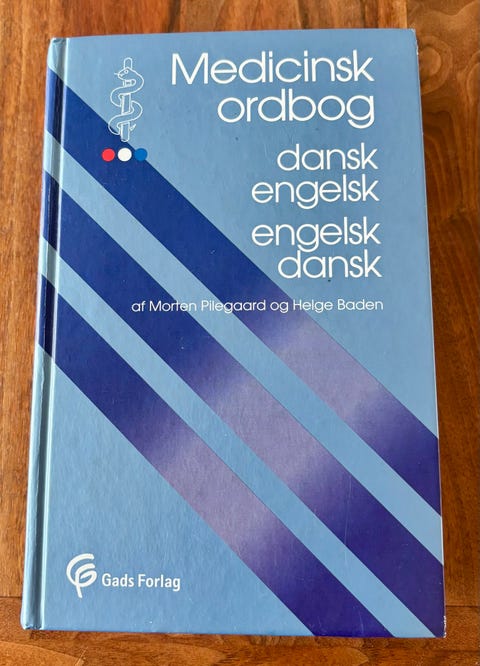 Medicinsk
ordbog
dansk
engelsk
engelsk
dansk
af Morten Pilegaard og Helge Baden
Gads Forlag